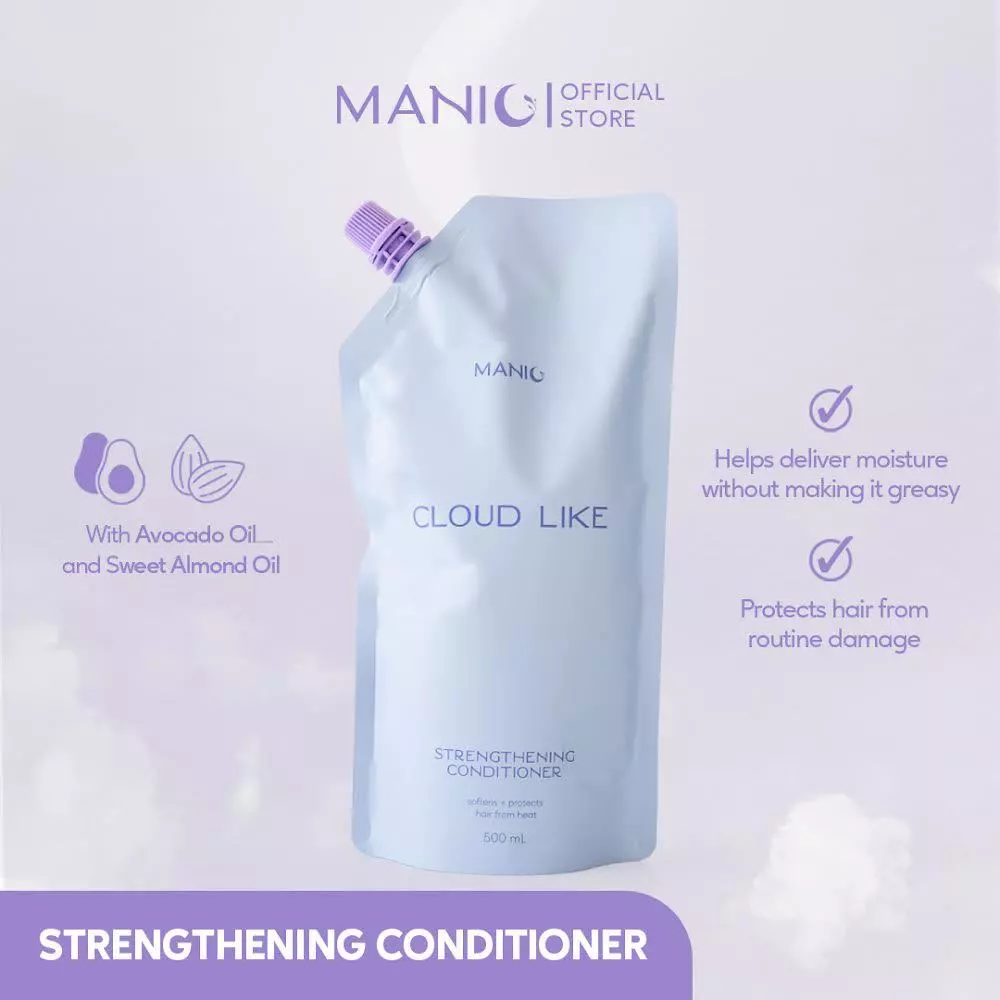 MANIC
OFFICIAL
STORE
MANIC
CLOUD LIKE
STRENGTHENING
CONDITIONER
softens + protects
hair from heat
500 mL
With Avocado Oil
and Sweet Almond Oil
Helps deliver moisture
without making it greasy
Protects hair from
routine damage
STRENGTHENING CONDITIONER